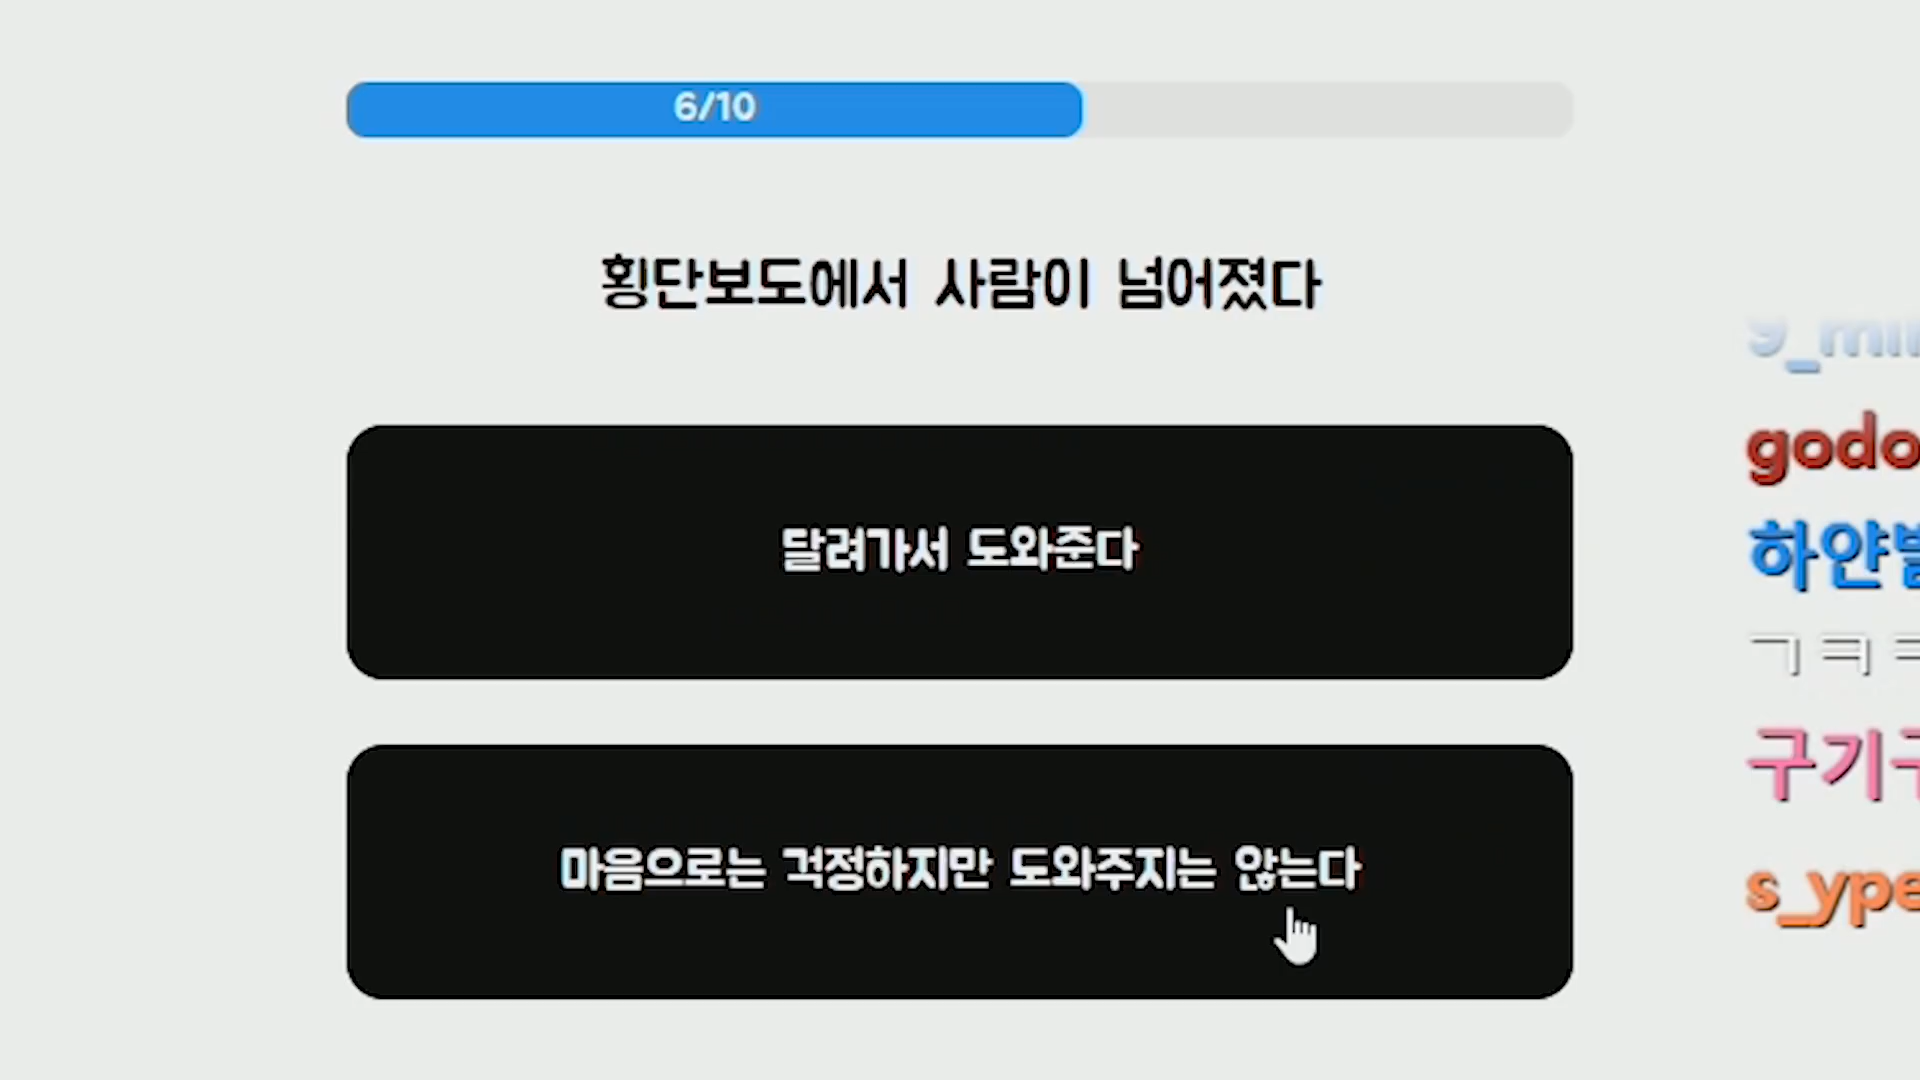 6/10
횡단보도에서 사람이 넘어졌다
달려가서 도와준다
마음으로는 걱정하지만 도와주지는 않는다
godo
하얀
ㄱㅋ
구기
s_ype